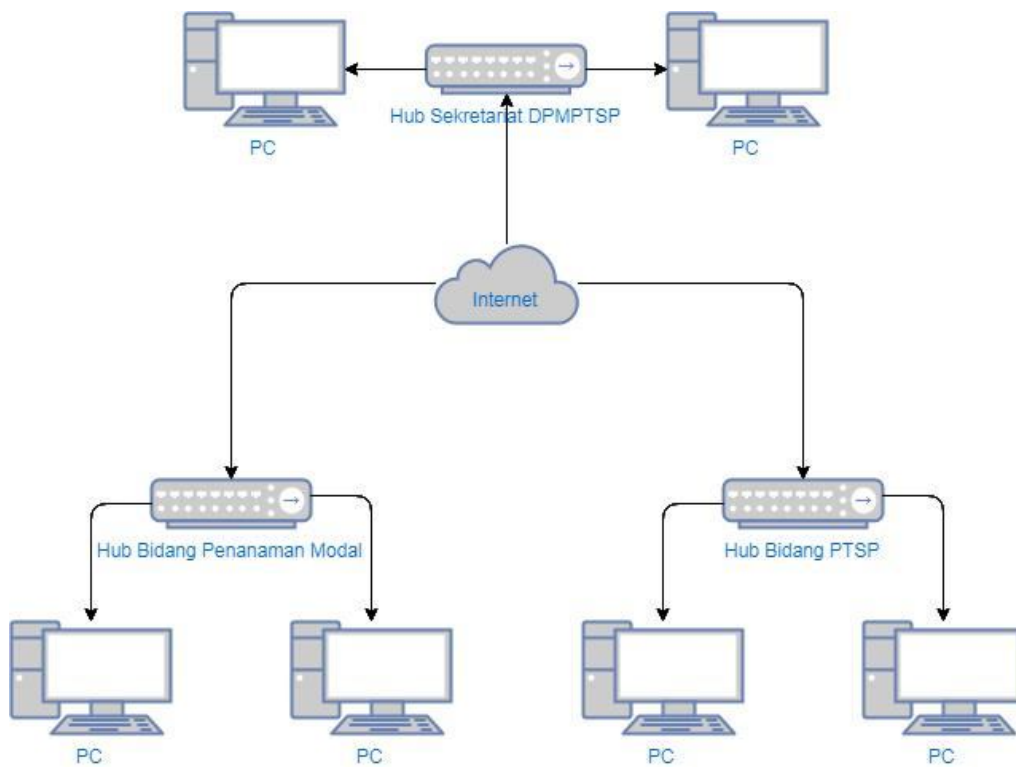 Hub Sekretariat DPMPTSP
PC
PC
Internet
Hub Bidang Penanaman Modal
Hub Bidang PTSP
PC
PC
PC
PC